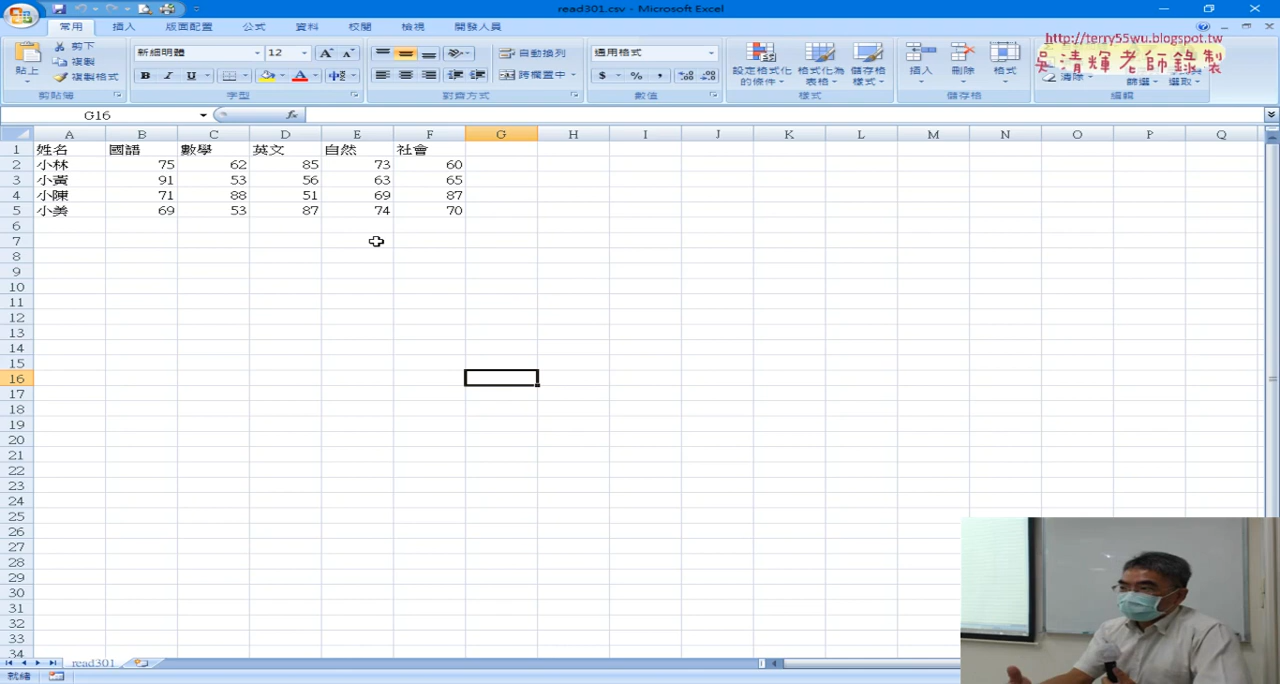 read301.csv - Microsoft Excel
常用 插入 版面配置 公式 資料 校閱 檢視 開發人員
http://terry55wu.blogspot.tw
吳清輝老師錄製
貼上 剪下 複製 複製格式 剪貼簿
新細明體 12 B I U 字型
自動換列 跨欄置中 對齊方式
通用格式 $ % , 數值
設定格式化的條件 格式化為表格 儲存格樣式 樣式
插入 刪除 格式 儲存格
清除 篩選 選取 編輯
G16 fx
A B C D E F G H I J K L M N O P Q
1 姓名 國語 數學 英文 自然 社會
2 小林 75 62 85 73 60
3 小黃 91 53 56 63 65
4 小陳 71 88 51 69 87
5 小美 69 53 87 74 70
6
7
8
9
10
11
12
13
14
15
16
17
18
19
20
21
22
23
24
25
26
27
28
29
30
31
32
33
34
read301
就緒